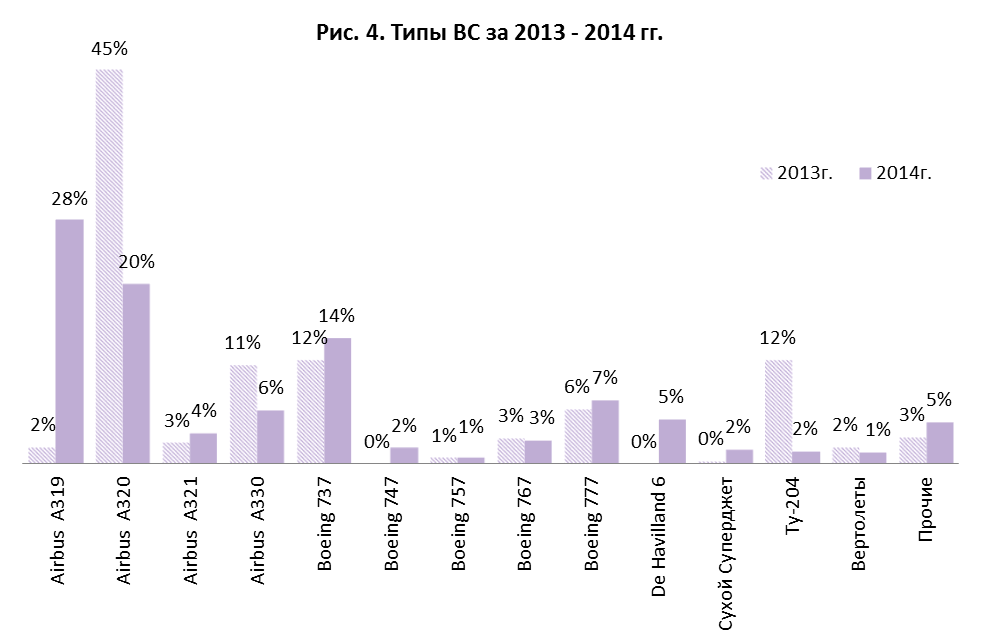 Рис. 4. Типы ВС за 2013 - 2014 гг.
45%
2013г. 2014г.
28%
20%
14%
11% 12% 12%
6% 6% 7%
2% 3% 4% 0% 2% 1% 1% 3% 3% 0% 5% 0% 2% 2% 2% 1% 3% 5%
Airbus A319
Airbus A320
Airbus A321
Airbus A330
Boeing 737
Boeing 747
Boeing 757
Boeing 767
Boeing 777
De Havilland 6
Сухой Суперджет
Ту-204
Вертолеты
Прочие